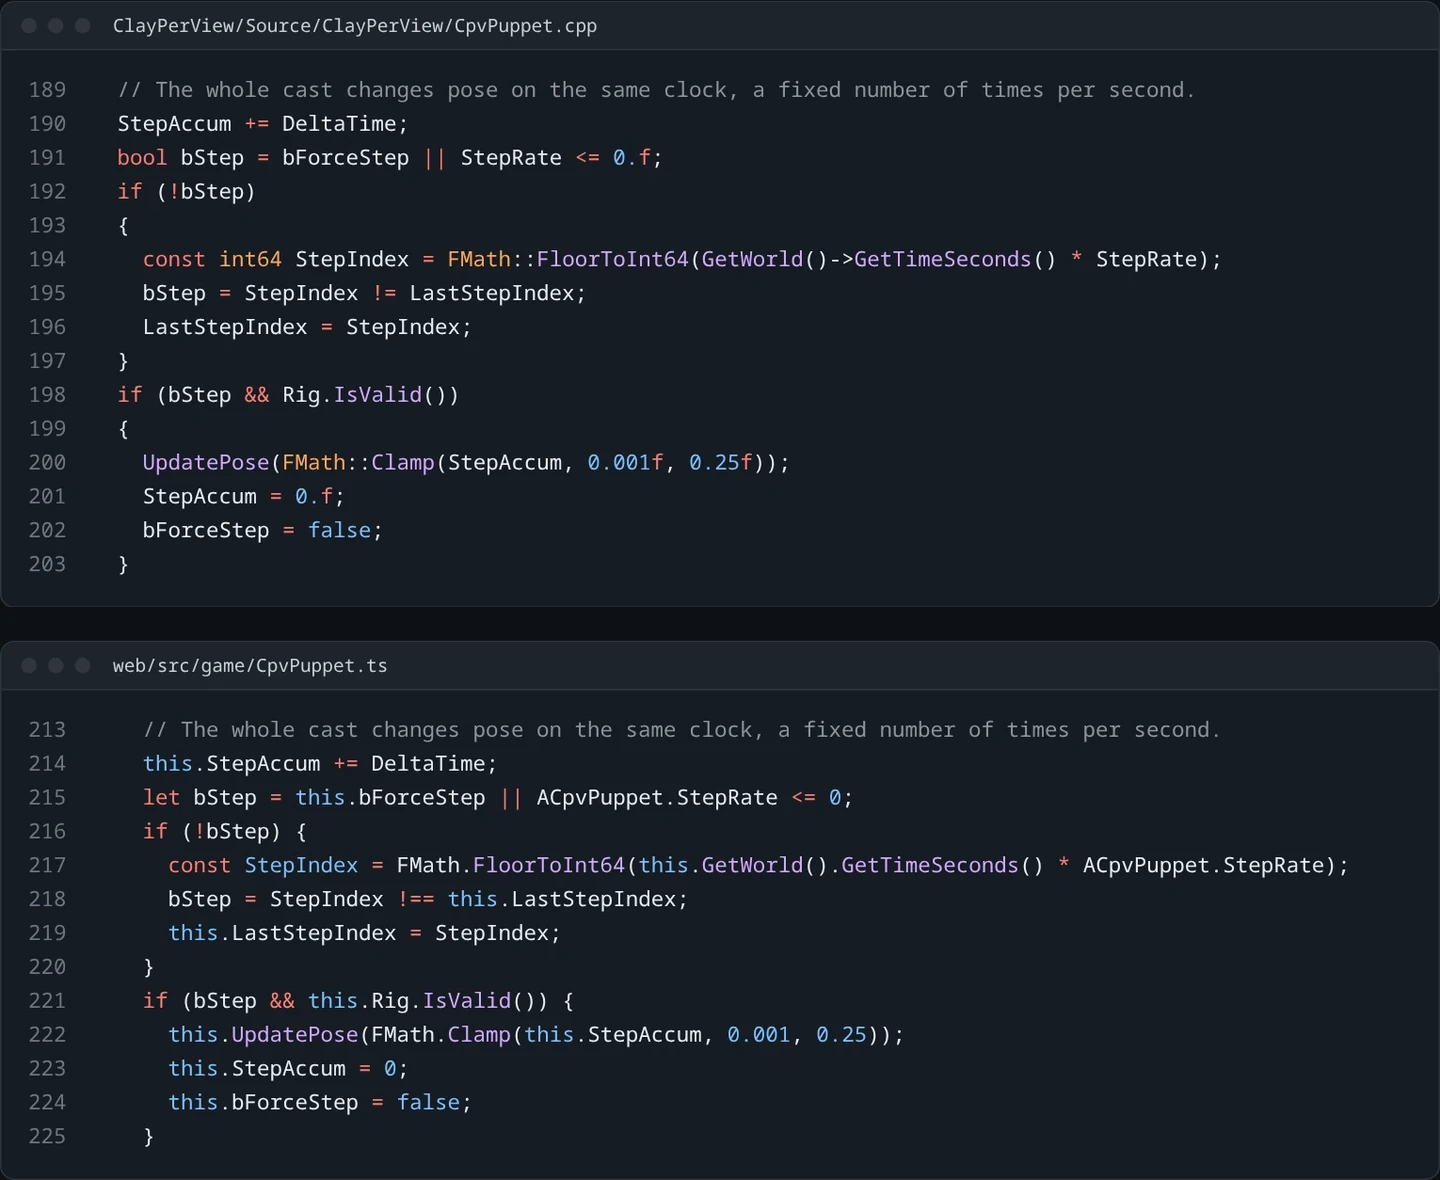 ClayPerView/Source/ClayPerView/CpvPuppet.cpp
189 // The whole cast changes pose on the same clock, a fixed number of times per second.
190 StepAccum += DeltaTime;
191 bool bStep = bForceStep || StepRate <= 0.f;
192 if (!bStep)
193 {
194 const int64 StepIndex = FMath::FloorToInt64(GetWorld()->GetTimeSeconds() * StepRate);
195 bStep = StepIndex != LastStepIndex;
196 LastStepIndex = StepIndex;
197 }
198 if (bStep && Rig.IsValid())
199 {
200 UpdatePose(FMath::Clamp(StepAccum, 0.001f, 0.25f));
201 StepAccum = 0.f;
202 bForceStep = false;
203 }
web/src/game/CpvPuppet.ts
213 // The whole cast changes pose on the same clock, a fixed number of times per second.
214 this.StepAccum += DeltaTime;
215 let bStep = this.bForceStep || ACpvPuppet.StepRate <= 0;
216 if (!bStep) {
217 const StepIndex = FMath.FloorToInt64(this.GetWorld().GetTimeSeconds() * ACpvPuppet.StepRate);
218 bStep = StepIndex !== this.LastStepIndex;
219 this.LastStepIndex = StepIndex;
220 }
221 if (bStep && this.Rig.IsValid()) {
222 this.UpdatePose(FMath.Clamp(this.StepAccum, 0.001, 0.25));
223 this.StepAccum = 0;
224 this.bForceStep = false;
225 }